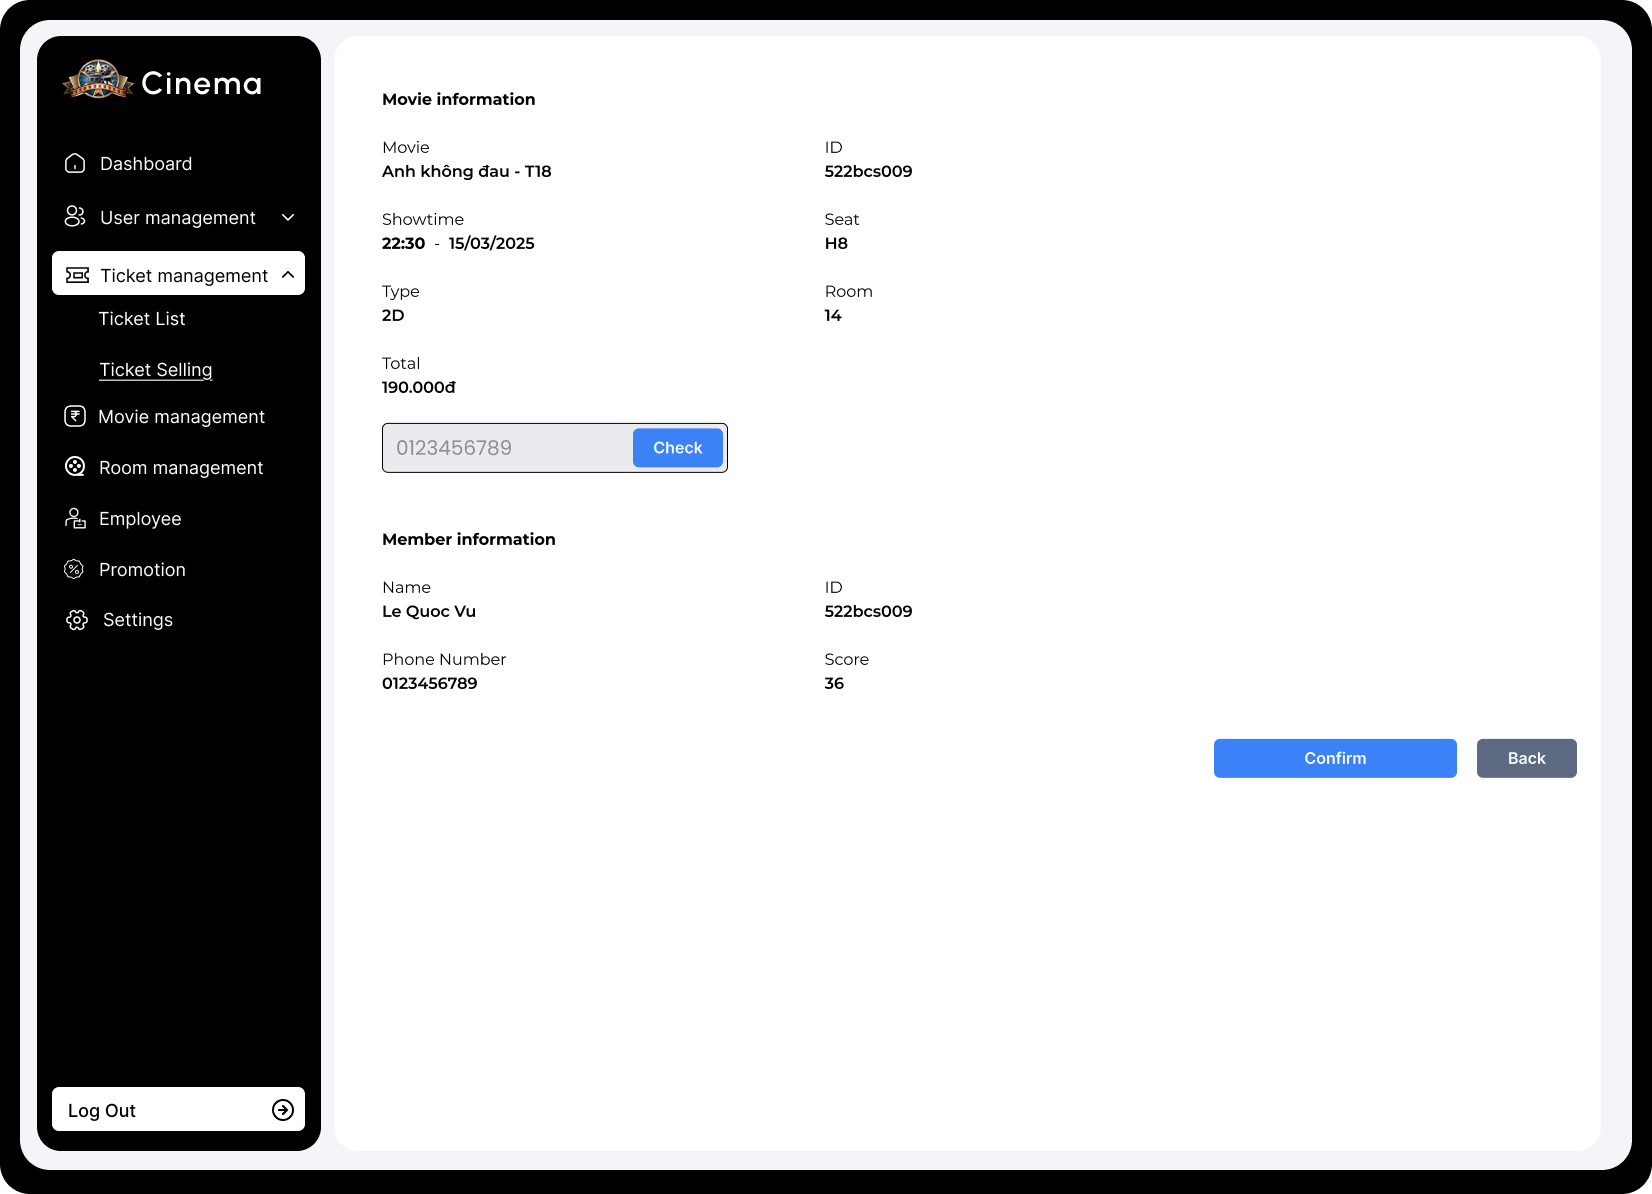 Cinema
Dashboard
User management
Ticket management
Ticket List
Ticket Selling
Movie management
Room management
Employee
Promotion
Settings
Log Out
Movie information
Movie
Anh không đau - T18
ID
522bcs009
Showtime
22:30 - 15/03/2025
Seat
H8
Type
2D
Room
14
Total
190.000đ
0123456789
Check
Member information
Name
Le Quoc Vu
ID
522bcs009
Phone Number
0123456789
Score
36
Confirm
Back